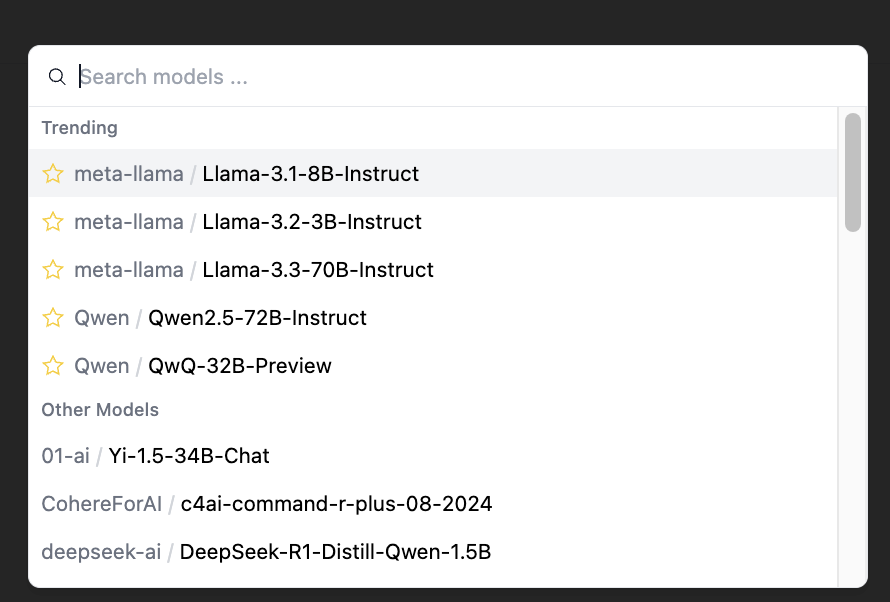 Search models ...
Trending
meta-llama / Llama-3.1-8B-Instruct
meta-llama / Llama-3.2-3B-Instruct
meta-llama / Llama-3.3-70B-Instruct
Qwen / Qwen2.5-72B-Instruct
Qwen / QwQ-32B-Preview
Other Models
01-ai / Yi-1.5-34B-Chat
CohereForAI / c4ai-command-r-plus-08-2024
deepseek-ai / DeepSeek-R1-Distill-Qwen-1.5B